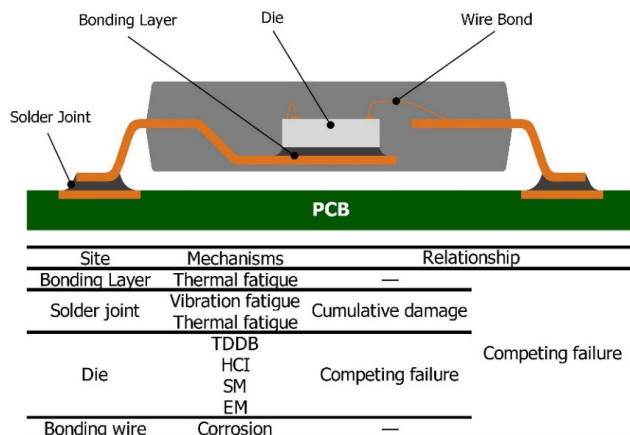 Bonding Layer
Die
Wire Bond
Solder Joint
PCB
Site Mechanisms Relationship
Bonding Layer Thermal fatigue —
Solder joint Vibration fatigue Cumulative damage
Thermal fatigue
TDDB
HCI
Die Competing failure
SM
EM
Competing failure
Bonding wire Corrosion —